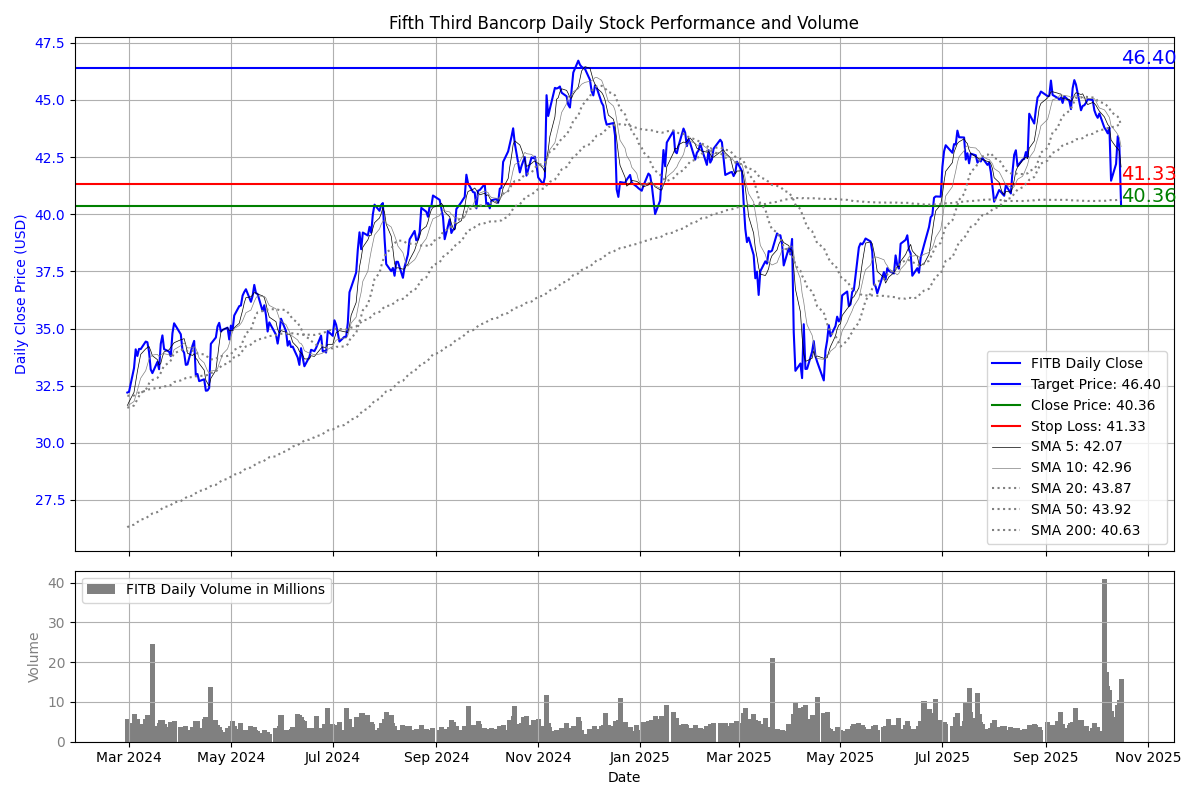 Fifth Third Bancorp Daily Stock Performance and Volume
Daily Close Price (USD)
47.5
45.0
42.5
40.0
37.5
35.0
32.5
30.0
27.5
46.40
41.33
40.36
FITB Daily Close
Target Price: 46.40
Close Price: 40.36
Stop Loss: 41.33
SMA 5: 42.07
SMA 10: 42.96
SMA 20: 43.87
SMA 50: 43.92
SMA 200: 40.63
Volume
40
30
20
10
0
FITB Daily Volume in Millions
Mar 2024 May 2024 Jul 2024 Sep 2024 Nov 2024 Jan 2025 Mar 2025 May 2025 Jul 2025 Sep 2025 Nov 2025
Date